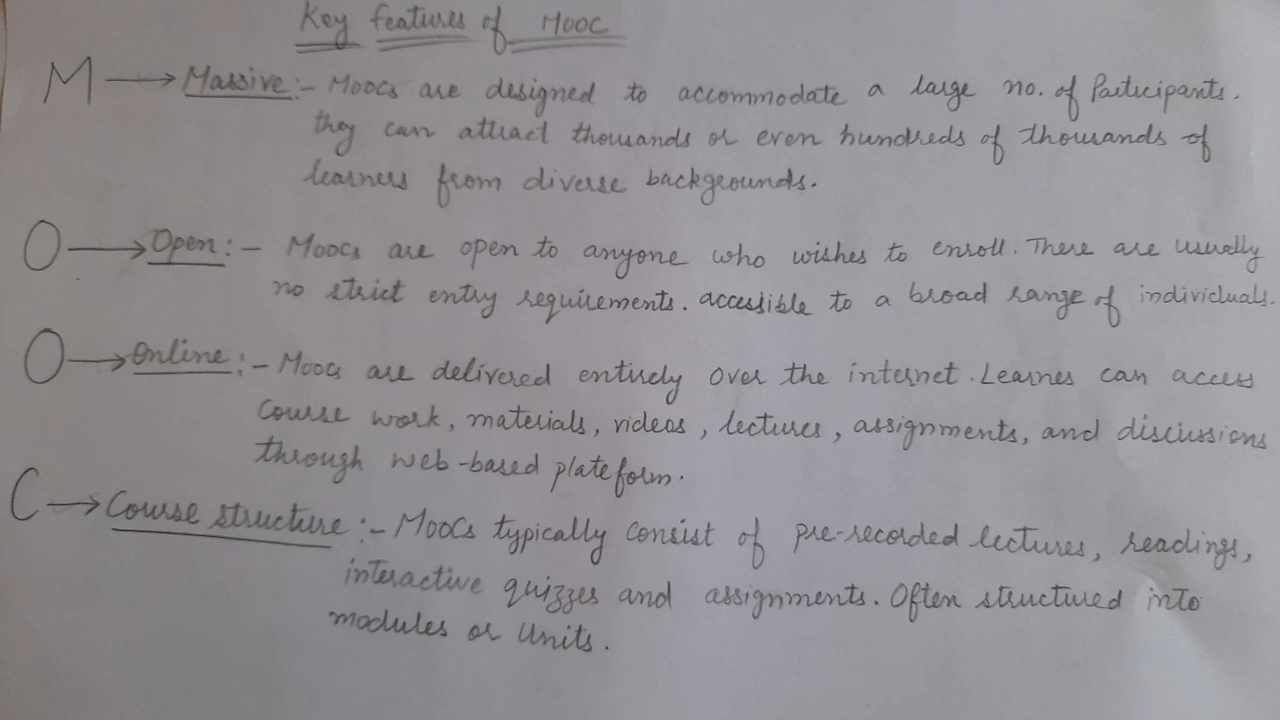 Key features of MOOC
M → Massive:- MOOCs are designed to accommodate a large no. of Participants.
they can attract thousands or even hundreds of thousands of
learners from diverse backgrounds.
O → Open:- MOOCs are open to anyone who wishes to enroll. There are usually
no strict entry requirements. accessible to a broad range of individuals.
O → Online:- MOOCs are delivered entirely over the internet. Learnes can access
course work, materials, videos, lectures, assignments, and discussions
through web-based plateform.
C → Course structure:- MOOCs typically consist of pre-recorded lectures, readings,
interactive quizzes and assignments. Often structured into
modules or Units.